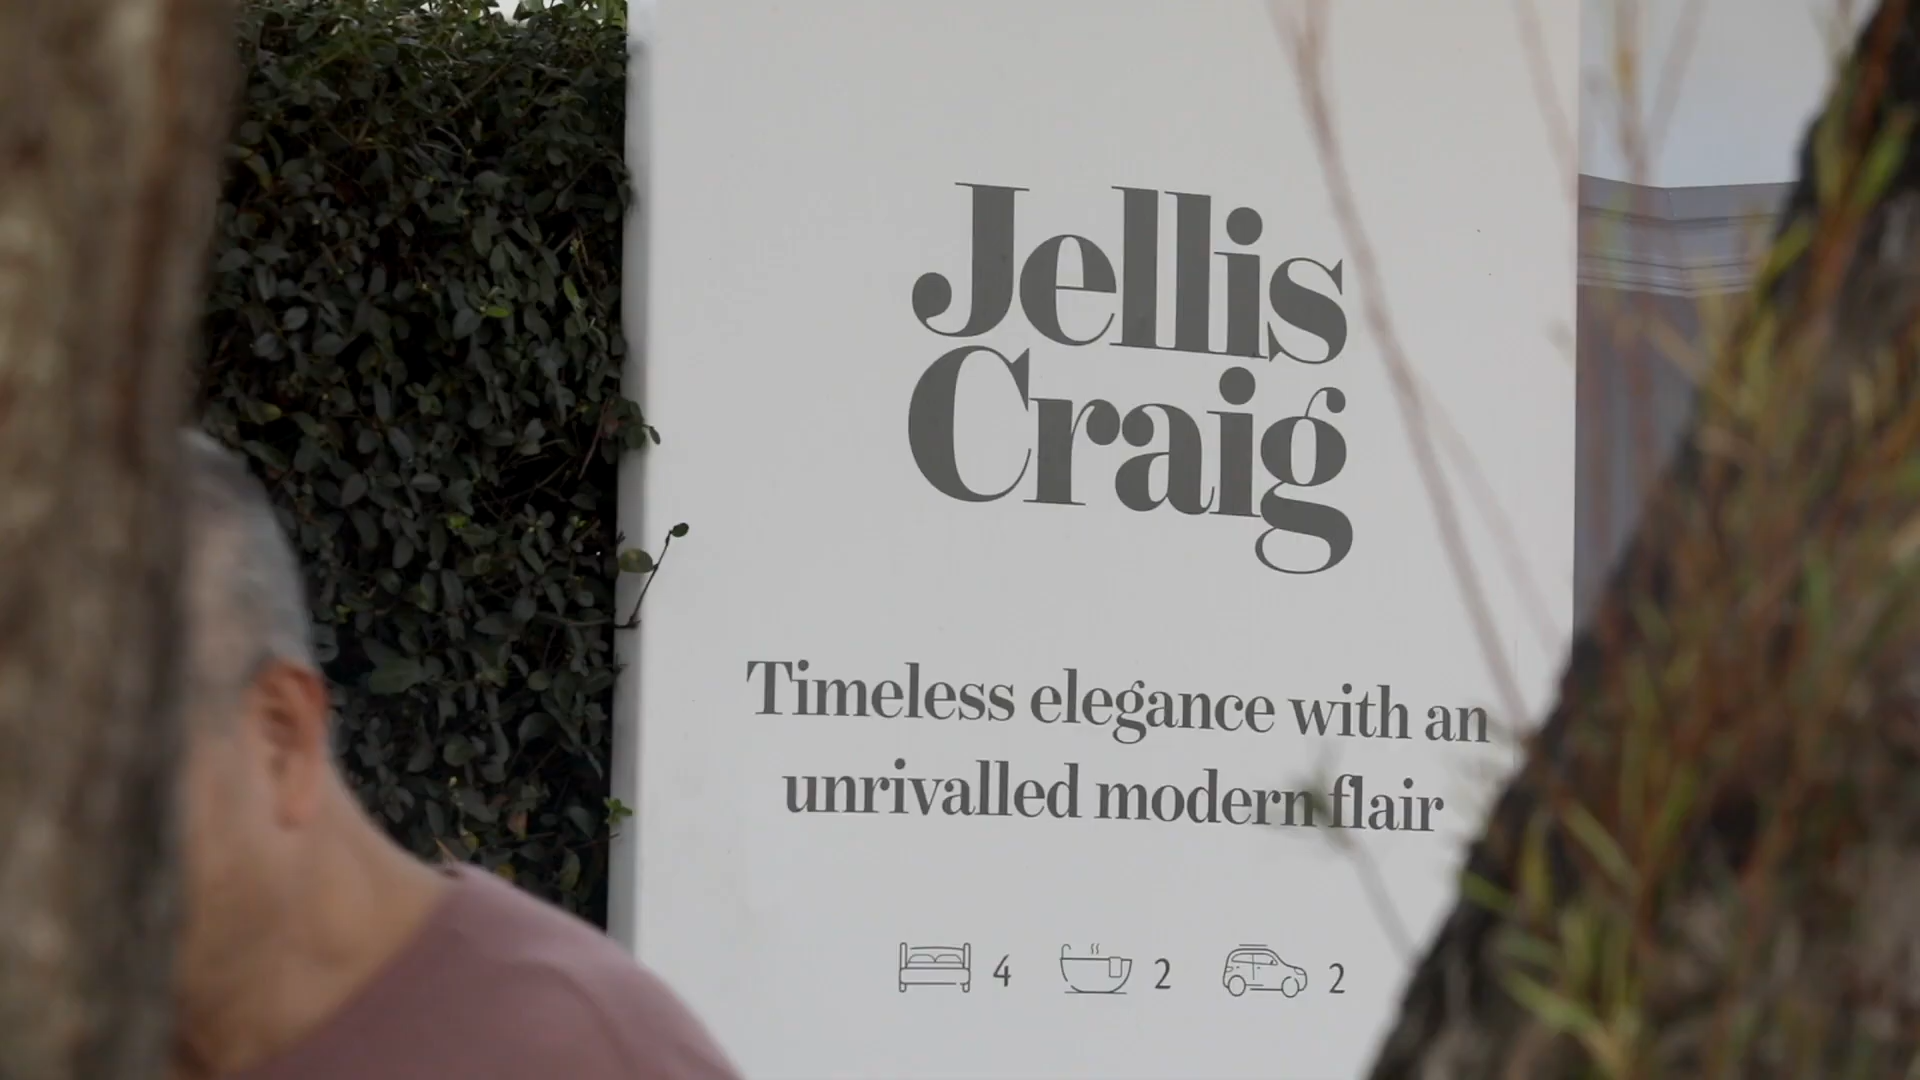 Jellis
Craig
Timeless elegance with an
unrivalled modern flair
4 2 2